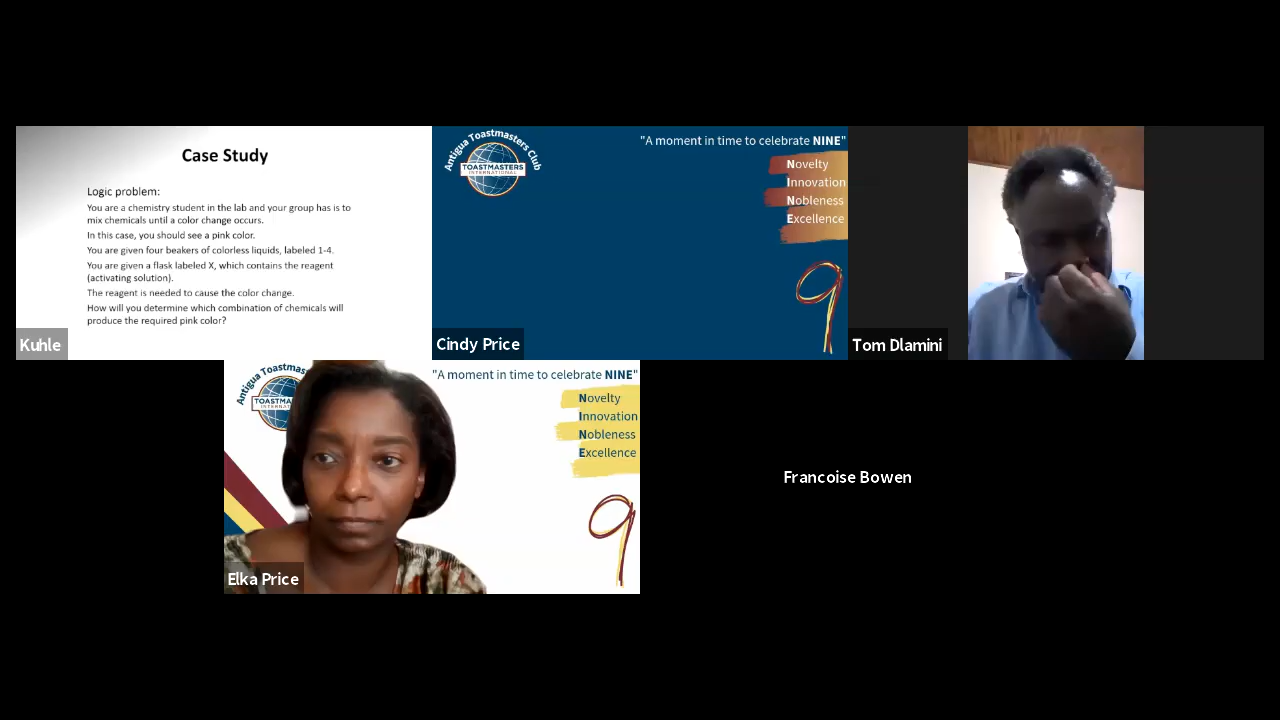 Case Study
Logic problem:
You are a chemistry student in the lab and your group has is to
mix chemicals until a color change occurs.
In this case, you should see a pink color.
You are given four beakers of colorless liquids, labeled 1-4.
You are given a flask labeled X, which contains the reagent
(activating solution).
The reagent is needed to cause the color change.
How will you determine which combination of chemicals will
produce the required pink color?
Kuhle
Antigua Toastmasters Club
TOASTMASTERS
INTERNATIONAL
"A moment in time to celebrate NINE"
Novelty
Innovation
Nobleness
Excellence
9
Cindy Price
Tom Dlamini
Antigua Toastmas
TOASTMAS
INTERNAT
"A moment in time to celebrate NINE"
Novelty
Innovation
Nobleness
Excellence
9
Elka Price
Francoise Bowen